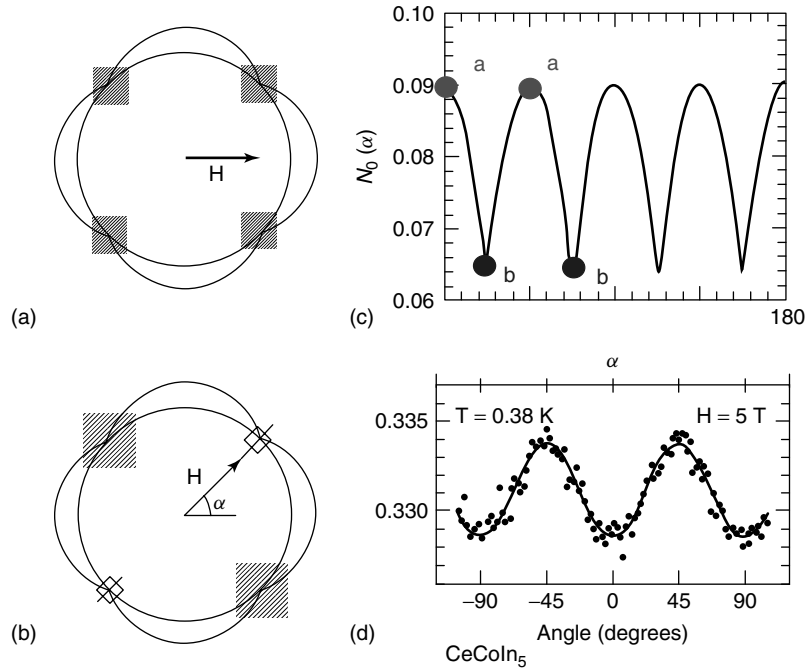 (a)
H
(b)
H
α
(c)
0.10
0.09
0.08
0.07
0.06
N₀ (α)
a
a
b
b
180
α
(d)
0.335
0.330
T = 0.38 K
H = 5 T
−90
−45
0
45
90
Angle (degrees)
CeCoIn₅